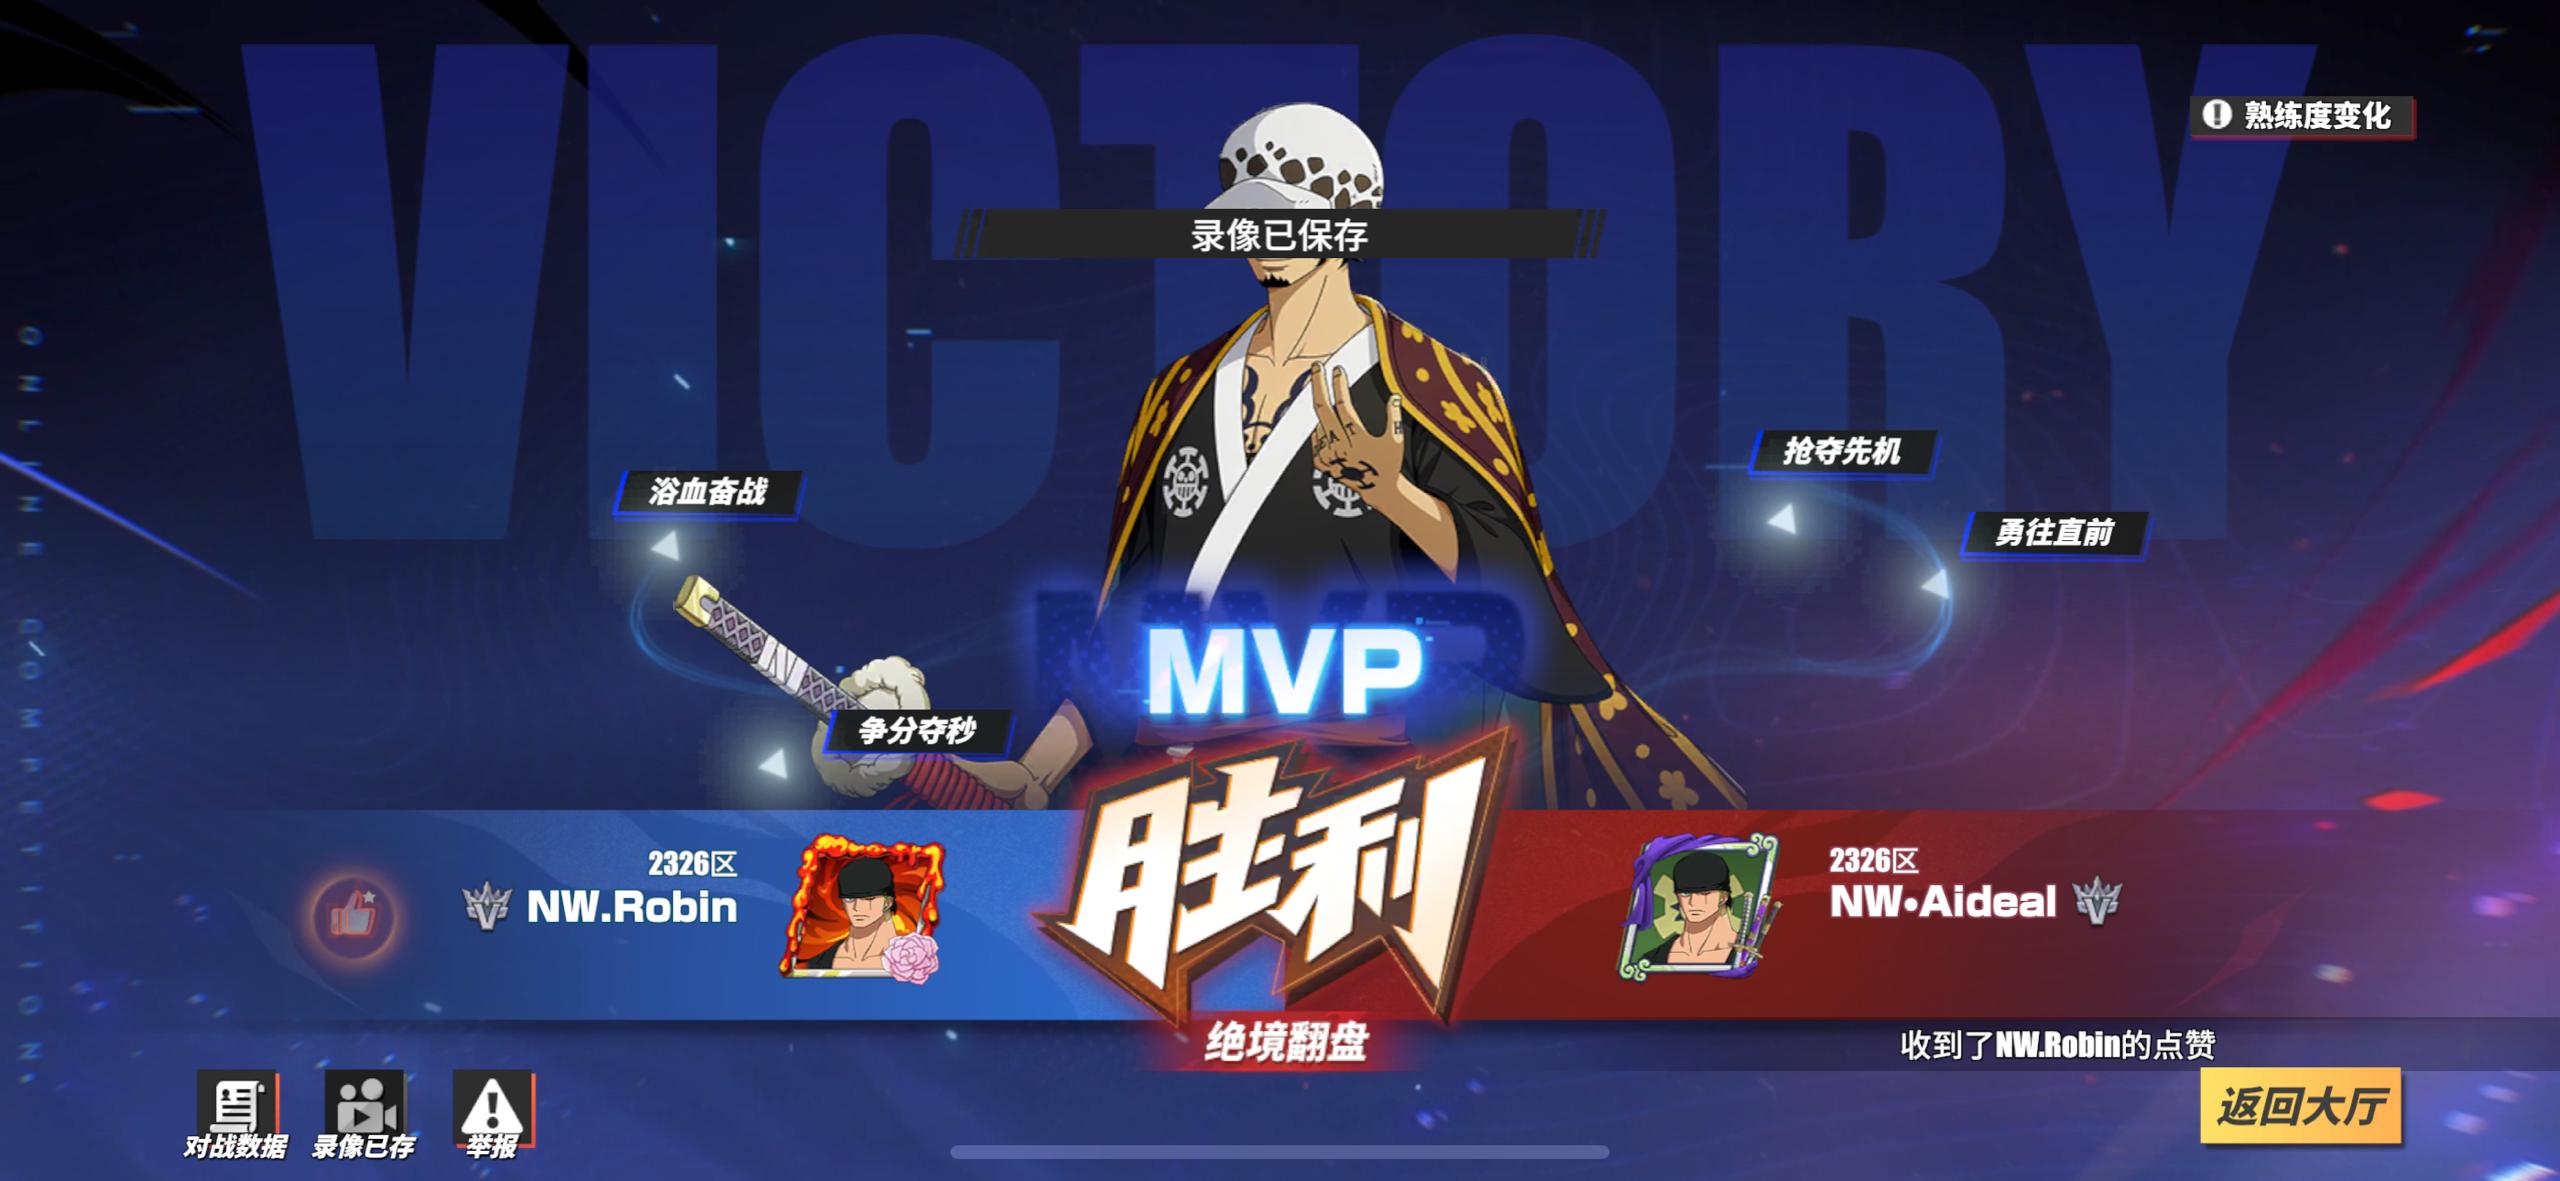 VICTORY
熟练度变化
录像已保存
ONLINE COMPETITION
抢夺先机
浴血奋战
勇往直前
MVP
争分夺秒
胜利
2326区
NW.Robin
2326区
NW•Aideal
绝境翻盘
收到了NW.Robin的点赞
返回大厅
对战数据
录像已存
举报